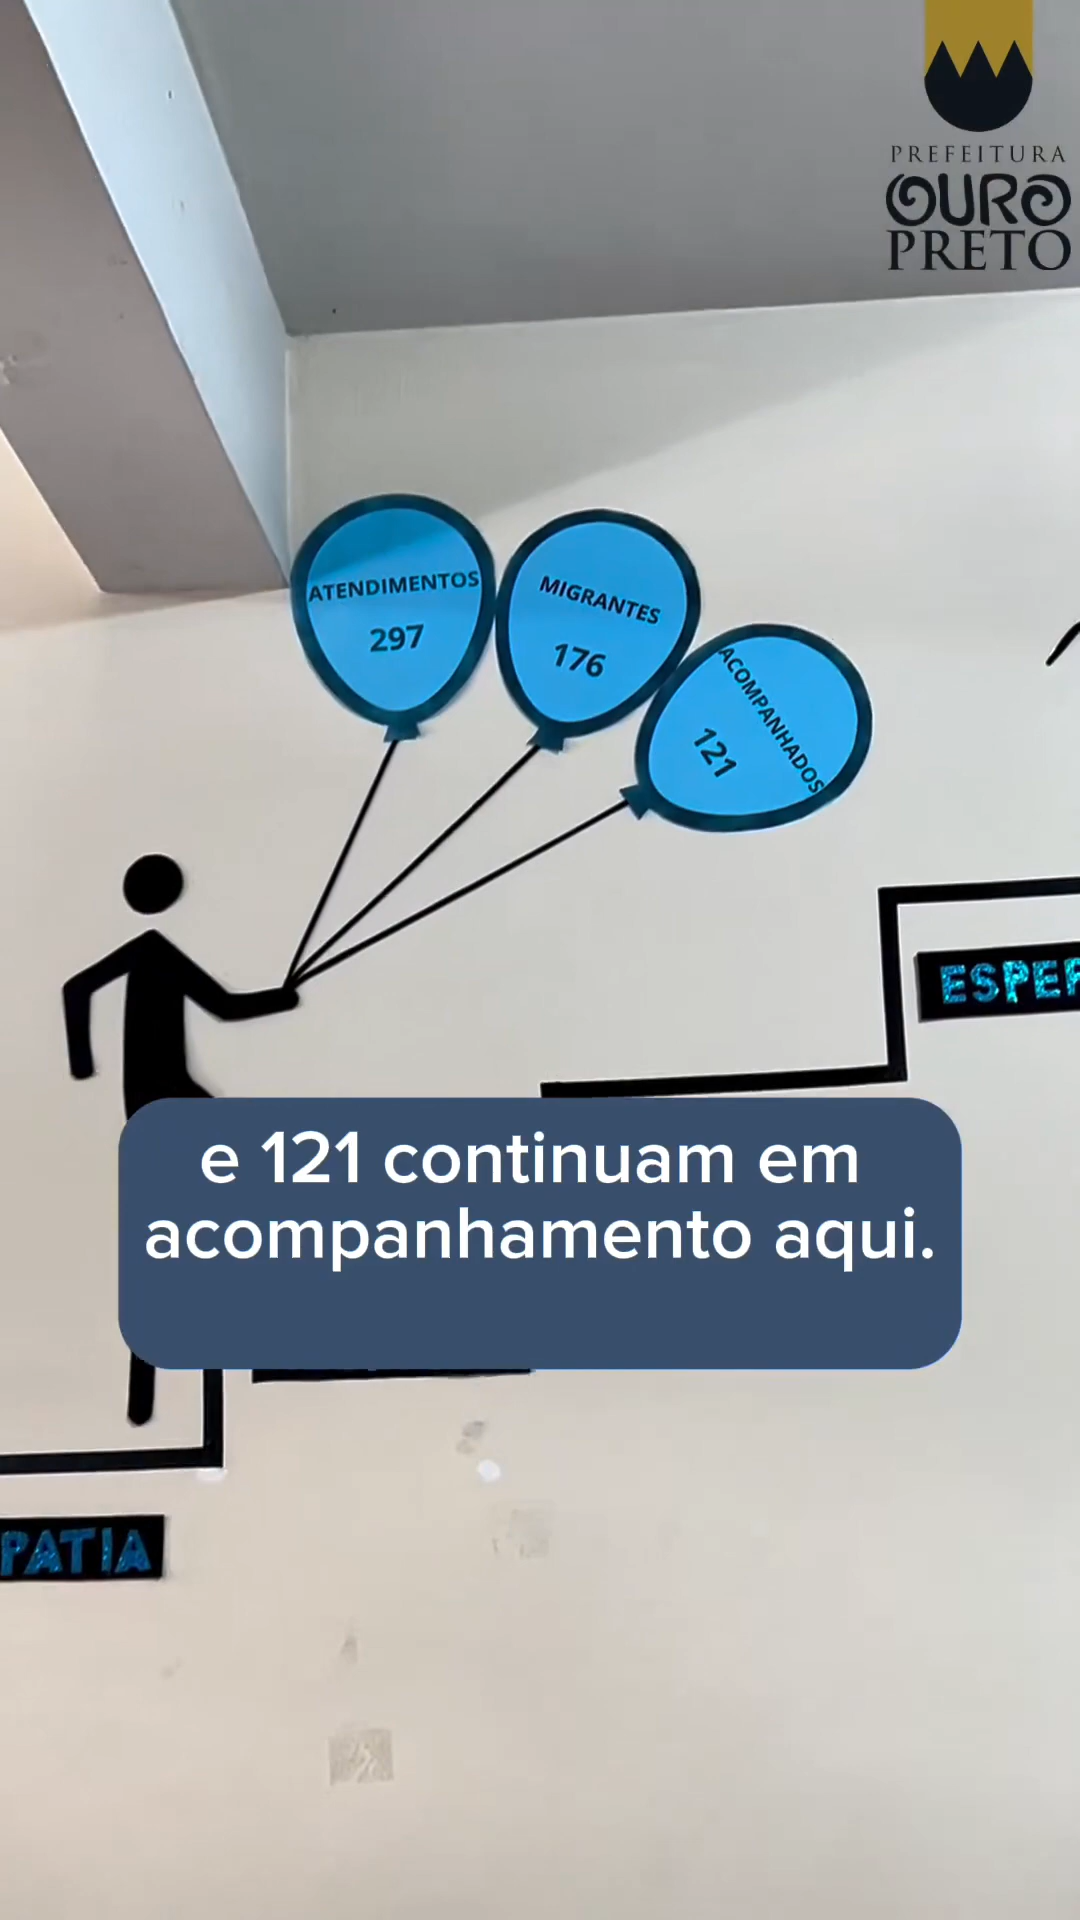 PREFEITURA
OURO
PRETO
ATENDIMENTOS
297
MIGRANTES
176
ACOMPANHADOS
121
e 121 continuam em
acompanhamento aqui.